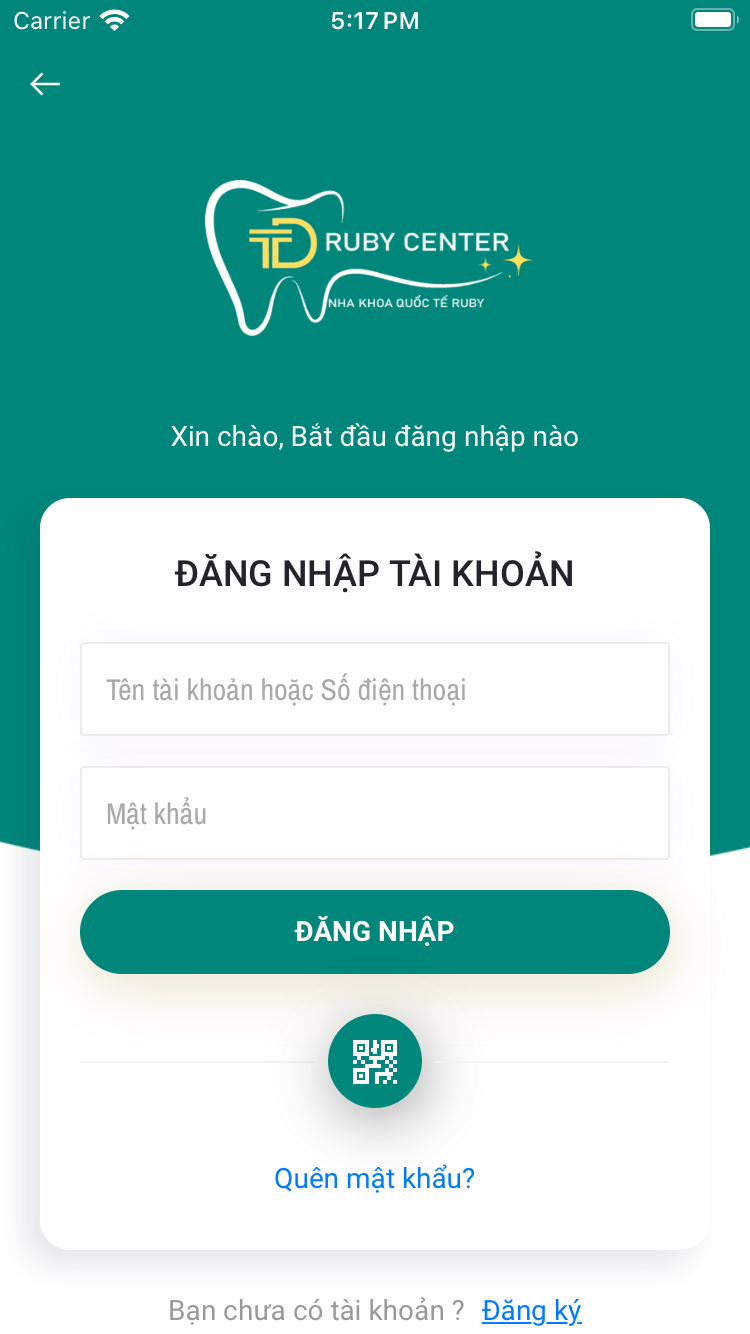 Carrier 5:17 PM
RUBY CENTER
NHA KHOA QUỐC TẾ RUBY
Xin chào, Bắt đầu đăng nhập nào
ĐĂNG NHẬP TÀI KHOẢN
Tên tài khoản hoặc Số điện thoại
Mật khẩu
ĐĂNG NHẬP
Quên mật khẩu?
Bạn chưa có tài khoản ? Đăng ký